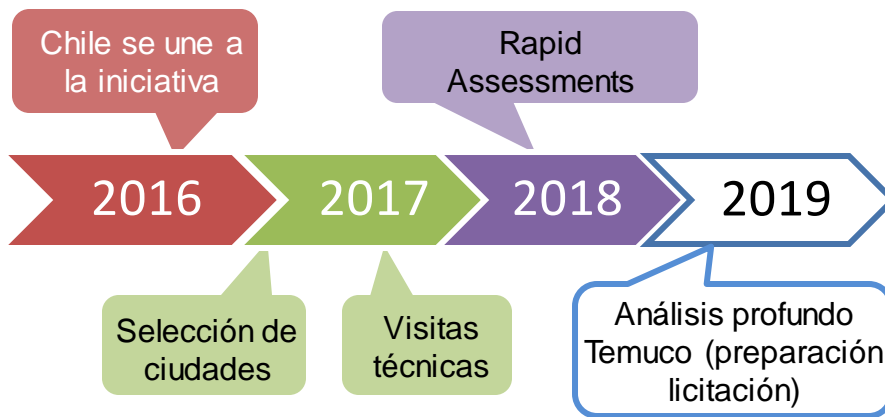 Chile se une a
la iniciativa
Rapid
Assessments
2016
2017
2018
2019
Selección de
ciudades
Visitas
técnicas
Análisis profundo
Temuco (preparación
licitación)